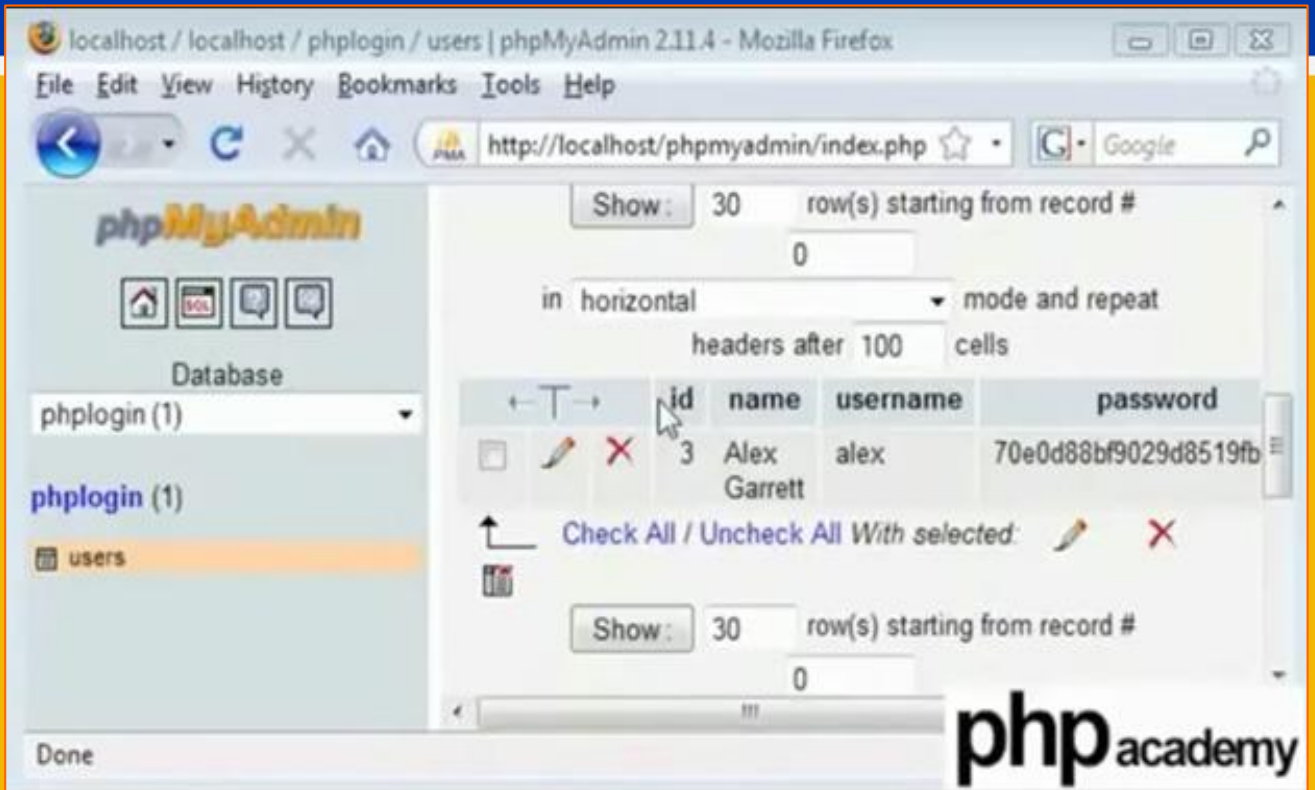 localhost / localhost / phplogin / users | phpMyAdmin 2.11.4 - Mozilla Firefox
File Edit View History Bookmarks Tools Help
PMA http://localhost/phpmyadmin/index.php G Google
phpMyAdmin
SQL
Database
phplogin (1)
phplogin (1)
users
Show : 30 row(s) starting from record #
0
in horizontal mode and repeat
headers after 100 cells
←T→ id name username password
3 Alex Garrett alex 70e0d88bf9029d8519fb
Check All / Uncheck All With selected:
Show : 30 row(s) starting from record #
0
Done
php academy